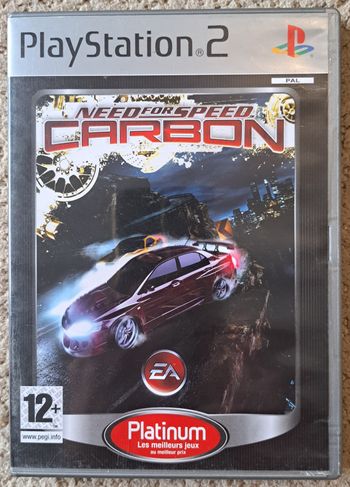 PlayStation®2
PAL
NEED FOR SPEED
CARBON
EA
12+
www.pegi.info
Platinum
Les meilleurs jeux
au meilleur prix